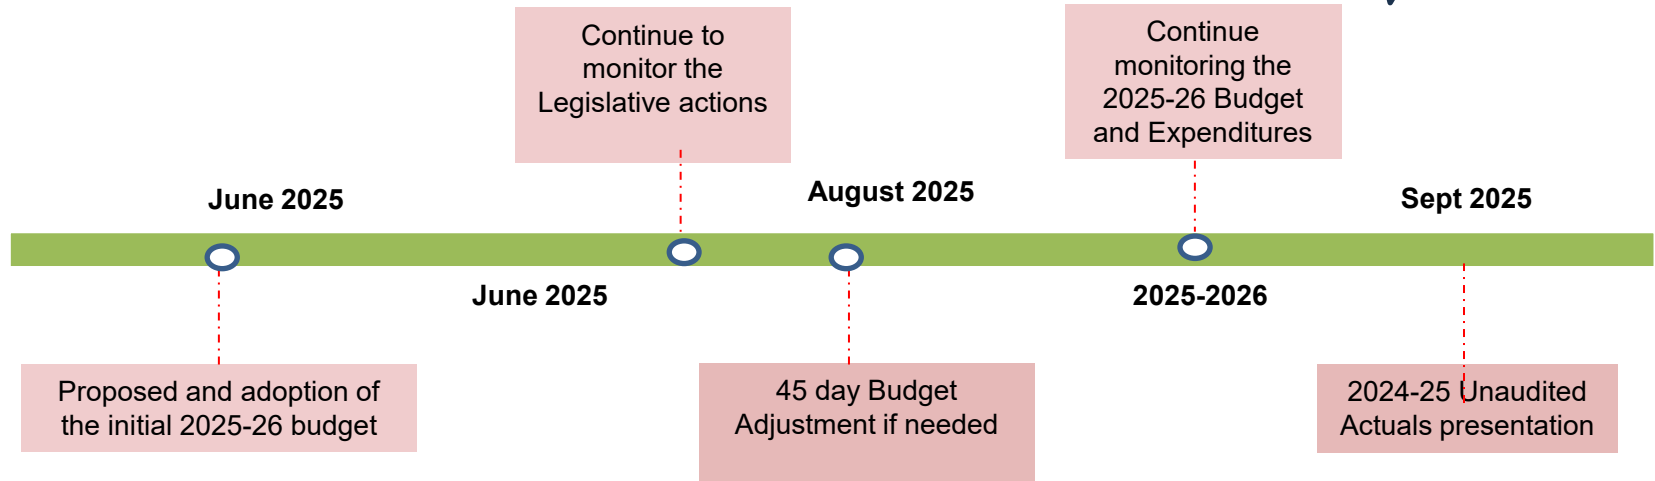 Continue to
monitor the
Legislative actions
Continue
monitoring the
2025-26 Budget
and Expenditures
June 2025
August 2025
Sept 2025
June 2025
2025-2026
Proposed and adoption of
the initial 2025-26 budget
45 day Budget
Adjustment if needed
2024-25 Unaudited
Actuals presentation